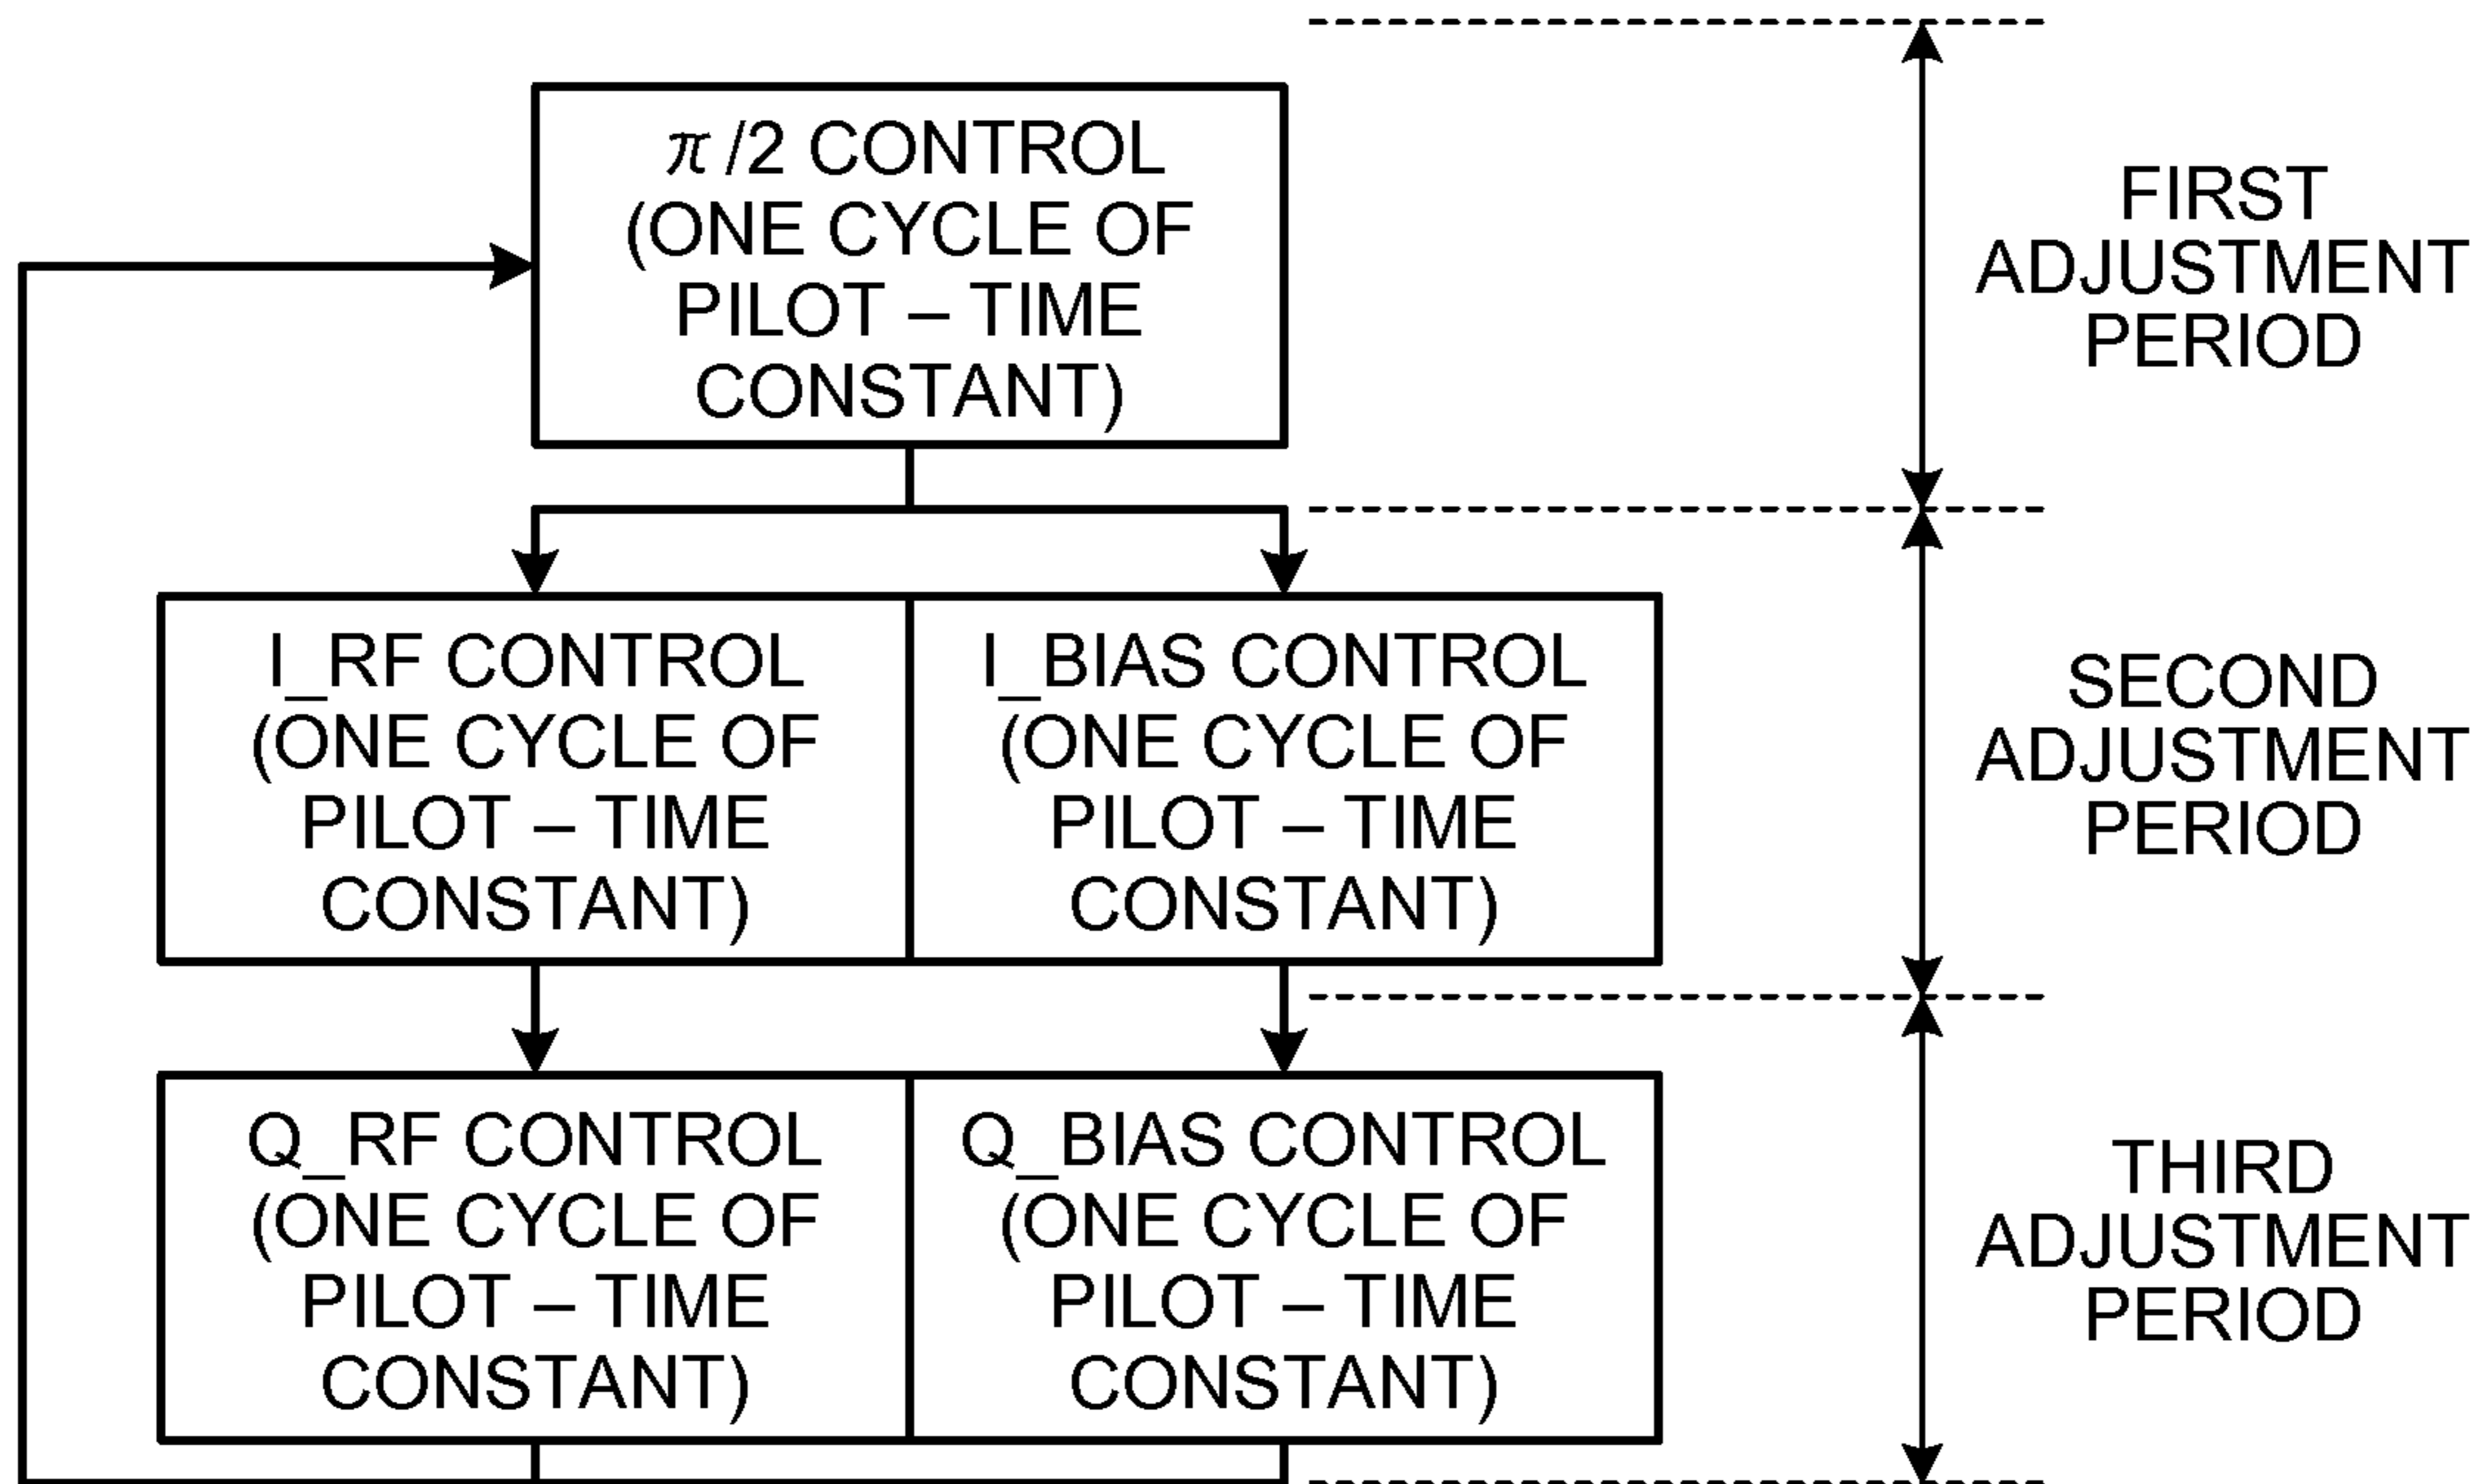 π/2 CONTROL
(ONE CYCLE OF
PILOT – TIME
CONSTANT)
FIRST
ADJUSTMENT
PERIOD
I_RF CONTROL
(ONE CYCLE OF
PILOT – TIME
CONSTANT)
I_BIAS CONTROL
(ONE CYCLE OF
PILOT – TIME
CONSTANT)
SECOND
ADJUSTMENT
PERIOD
Q_RF CONTROL
(ONE CYCLE OF
PILOT – TIME
CONSTANT)
Q_BIAS CONTROL
(ONE CYCLE OF
PILOT – TIME
CONSTANT)
THIRD
ADJUSTMENT
PERIOD